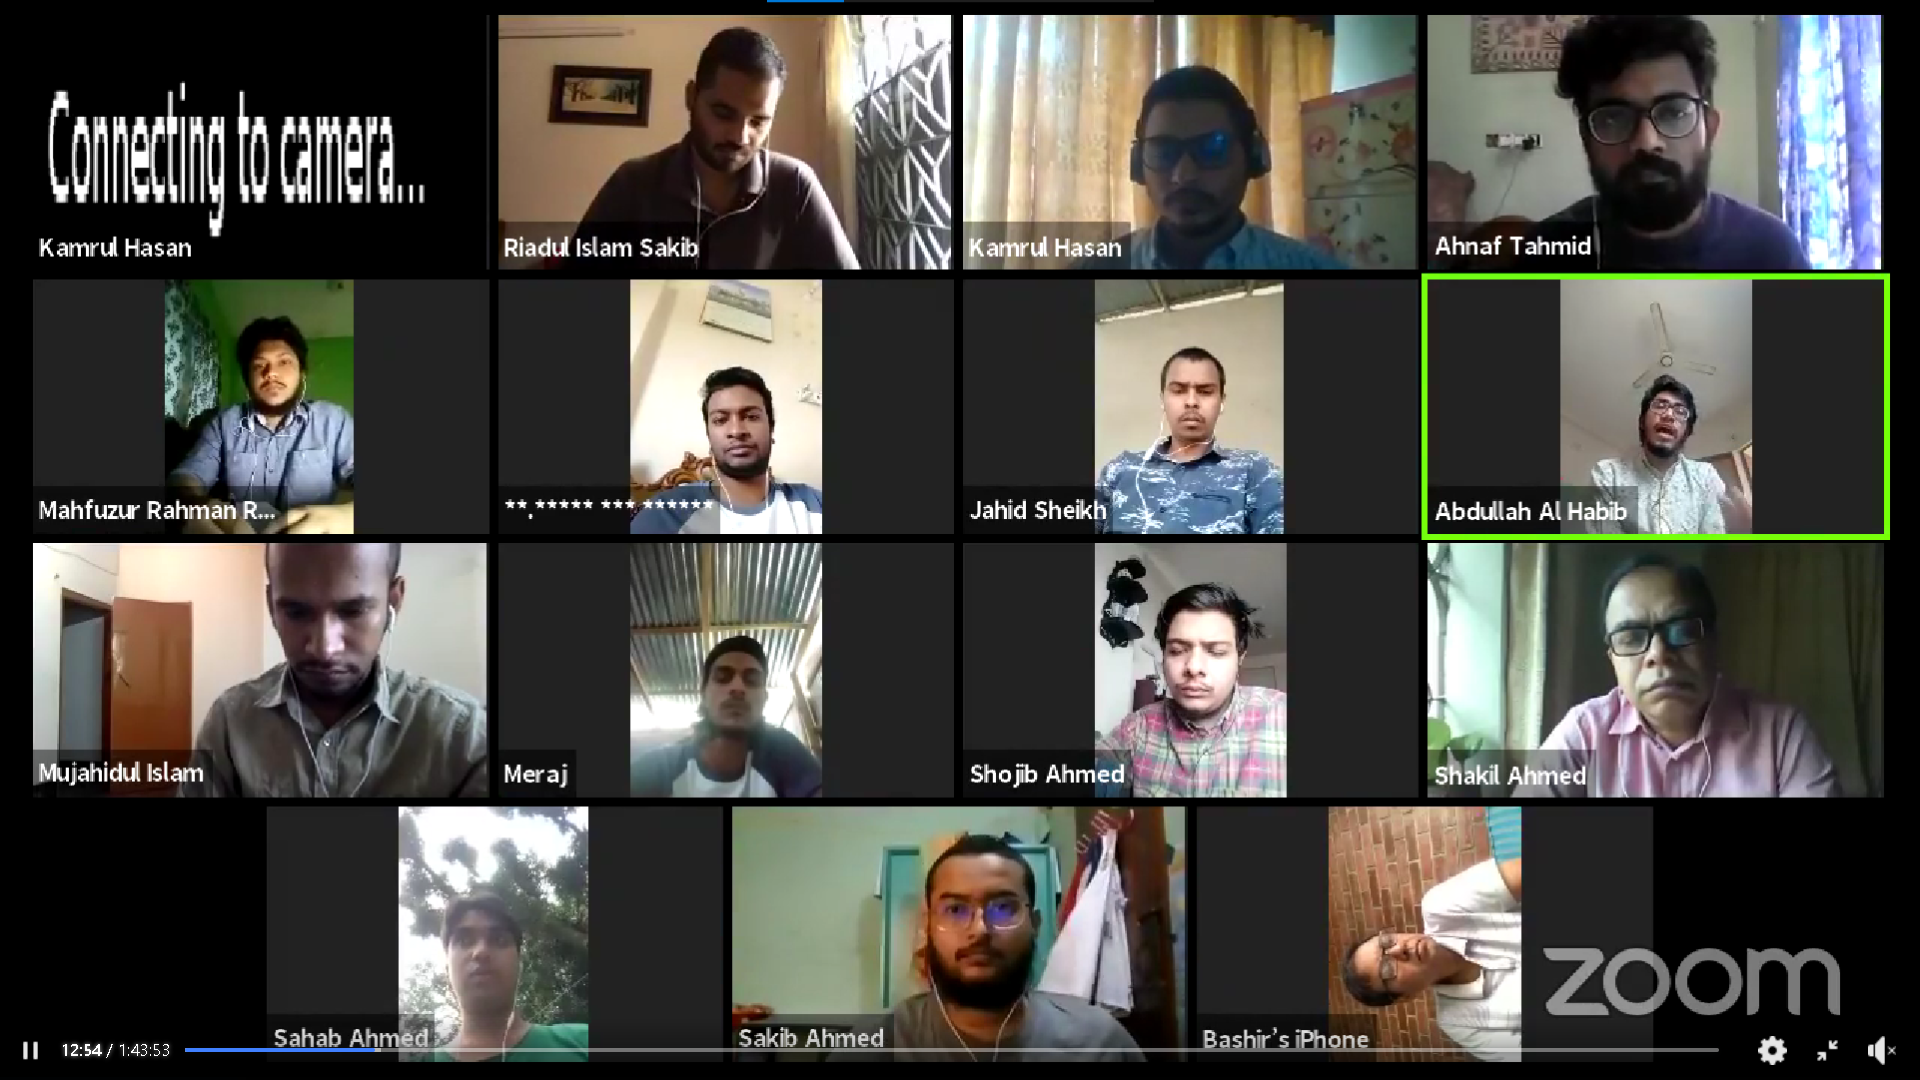 Connecting to camera...
Kamrul Hasan
Riadul Islam Sakib
Kamrul Hasan
Ahnaf Tahmid
Mahfuzur Rahman R...
**.***** *** ******
Jahid Sheikh
Abdullah Al Habib
Mujahidul Islam
Meraj
Shojib Ahmed
Shakil Ahmed
Sahab Ahmed
Sakib Ahmed
Bashir's iPhone
zoom
12:54 / 1:43:53